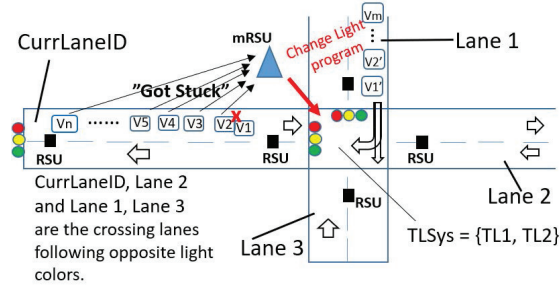 CurrLaneID
mRSU
Change Light
program
Vm
Lane 1
V2'
V1'
"Got Stuck"
Vn
......
V5
V4
V3
V2
X
V1
RSU
RSU
RSU
RSU
Lane 2
CurrLaneID, Lane 2
and Lane 1, Lane 3
are the crossing lanes
following opposite light
colors.
Lane 3
TLSys = {TL1, TL2}